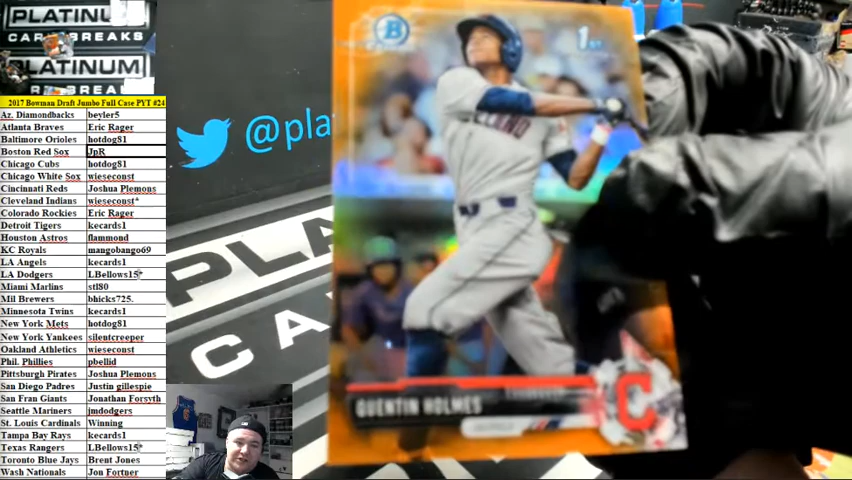 PLATINUM
CARD BREAKS
PLATINUM
CARD BREAKS
2017 Bowman Draft Jumbo Full Case PYT #24
Az. Diamondbacks beyler5
Atlanta Braves Eric Rager
Baltimore Orioles hotdog81
Boston Red Sox JpR
Chicago Cubs hotdog81
Chicago White Sox wieseconst
Cincinnati Reds Joshua Plemons
Cleveland Indians wieseconst*
Colorado Rockies Eric Rager
Detroit Tigers kecards1
Houston Astros flammond
KC Royals mangobango69
LA Angels kecards1
LA Dodgers LBellows15*
Miami Marlins stl80
Mil Brewers bhicks725.
Minnesota Twins kecards1
New York Mets hotdog81
New York Yankees silentcreeper
Oakland Athletics wieseconst
Phil. Phillies pbellid
Pittsburgh Pirates Joshua Plemons
San Diego Padres Justin gillespie
San Fran Giants Jonathan Forsyth
Seattle Mariners jmdodgers
St. Louis Cardinals Winning
Tampa Bay Rays kecards1
Texas Rangers LBellows15*
Toronto Blue Jays Brent Jones
Wash Nationals Jon Fortner
@pla
PLA
CA
B
1st
QUENTIN HOLMES
C